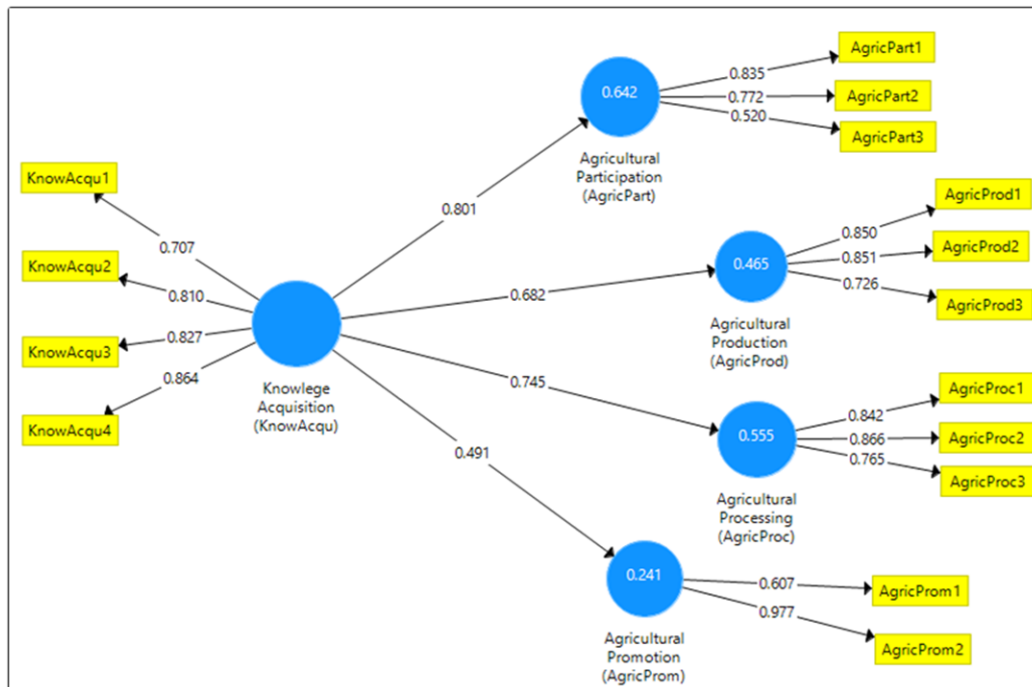 AgricPart1
0.835
0.642
0.772
AgricPart2
0.520
AgricPart3
Agricultural
Participation
(AgricPart)
KnowAcqu1
0.707
0.801
KnowAcqu2
0.810
KnowAcqu3
0.827
0.864
KnowAcqu4
Knowlege
Acquisition
(KnowAcqu)
0.682
AgricProd1
0.850
0.465
0.851
AgricProd2
0.726
AgricProd3
Agricultural
Production
(AgricProd)
0.745
AgricProc1
0.842
0.555
0.866
AgricProc2
0.765
AgricProc3
Agricultural
Processing
(AgricProc)
0.491
0.241
0.607
AgricProm1
0.977
AgricProm2
Agricultural
Promotion
(AgricProm)